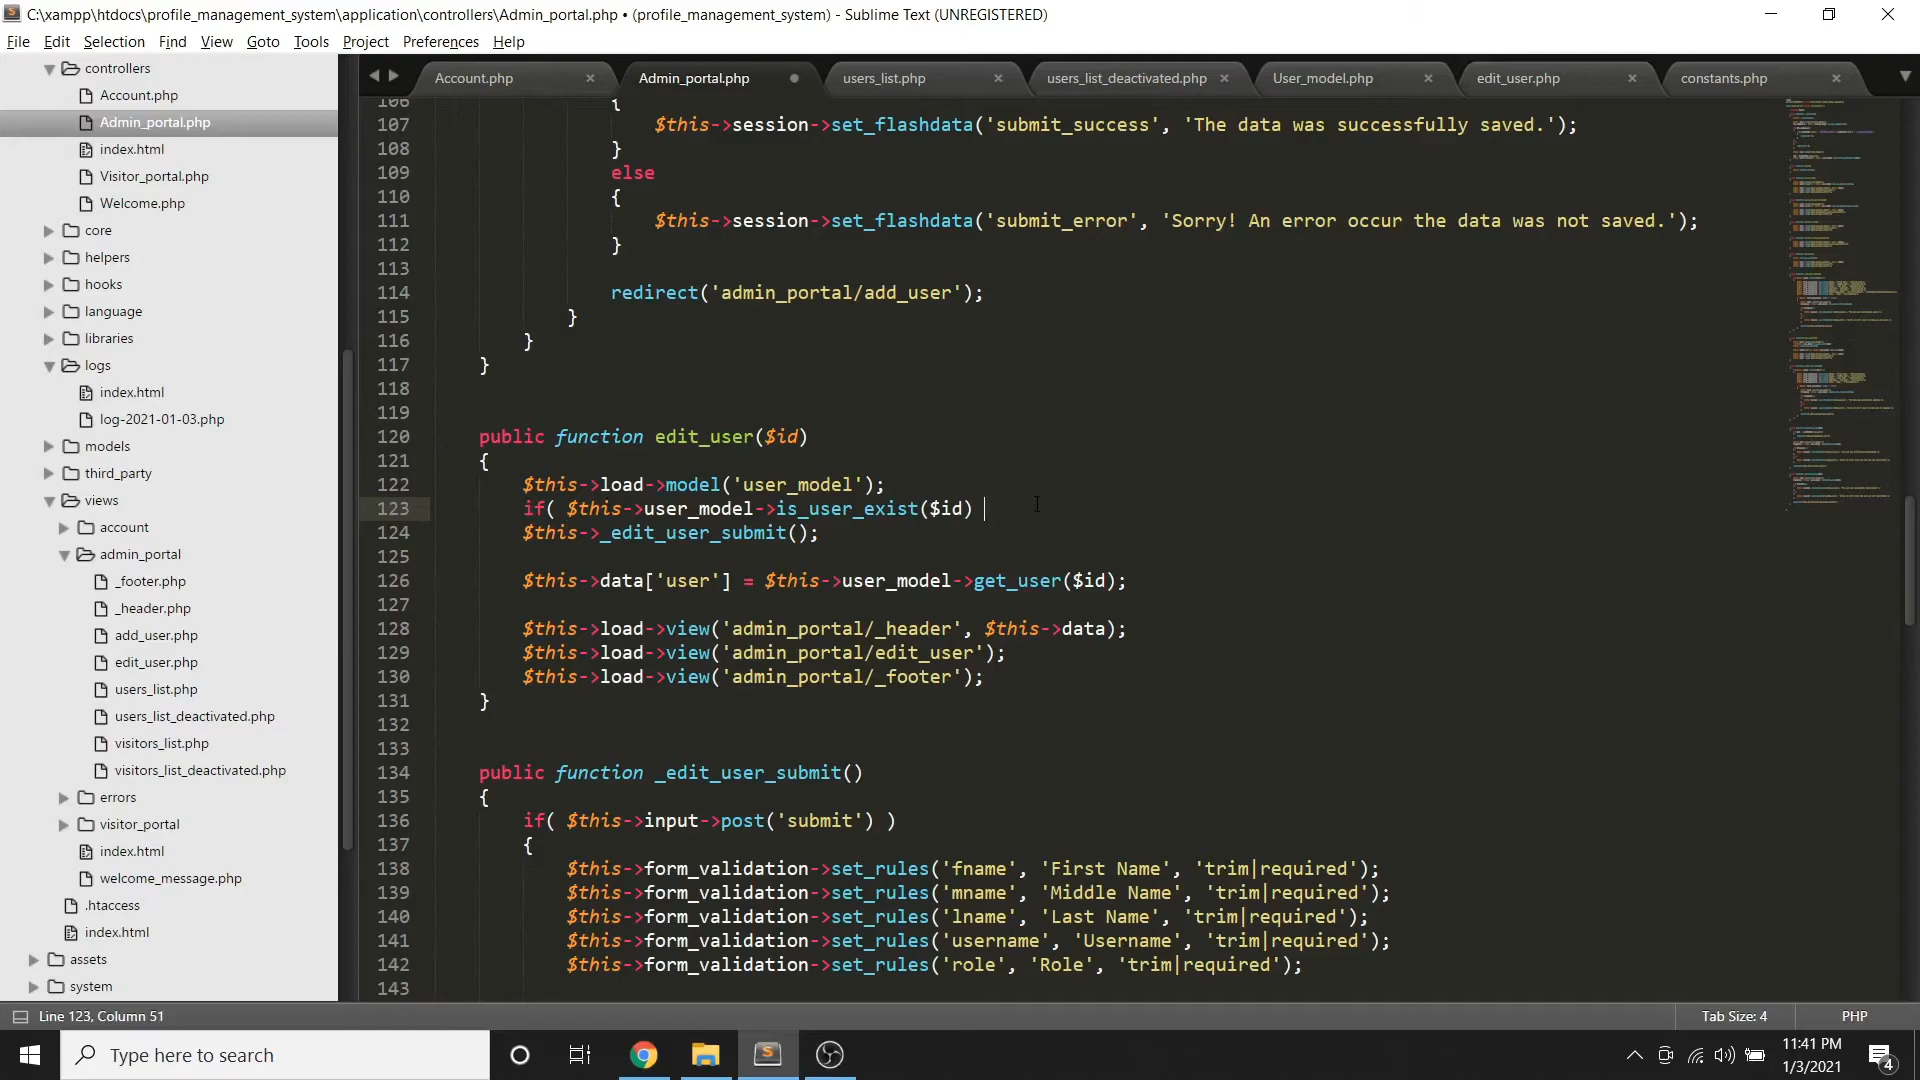 C:\xampp\htdocs\profile_management_system\application\controllers\Admin_portal.php • (profile_management_system) - Sublime Text (UNREGISTERED)
File Edit Selection Find View Goto Tools Project Preferences Help
controllers
Account.php
Admin_portal.php
index.html
Visitor_portal.php
Welcome.php
core
helpers
hooks
language
libraries
logs
index.html
log-2021-01-03.php
models
third_party
views
account
admin_portal
_footer.php
_header.php
add_user.php
edit_user.php
users_list.php
users_list_deactivated.php
visitors_list.php
visitors_list_deactivated.php
errors
visitor_portal
index.html
welcome_message.php
.htaccess
index.html
assets
system
Account.php Admin_portal.php users_list.php users_list_deactivated.php User_model.php edit_user.php constants.php
106 {
107 $this->session->set_flashdata('submit_success', 'The data was successfully saved.');
108 }
109 else
110 {
111 $this->session->set_flashdata('submit_error', 'Sorry! An error occur the data was not saved.');
112 }
113
114 redirect('admin_portal/add_user');
115 }
116 }
117 }
118
119
120 public function edit_user($id)
121 {
122 $this->load->model('user_model');
123 if( $this->user_model->is_user_exist($id)
124 $this->_edit_user_submit();
125
126 $this->data['user'] = $this->user_model->get_user($id);
127
128 $this->load->view('admin_portal/_header', $this->data);
129 $this->load->view('admin_portal/edit_user');
130 $this->load->view('admin_portal/_footer');
131 }
132
133
134 public function _edit_user_submit()
135 {
136 if( $this->input->post('submit') )
137 {
138 $this->form_validation->set_rules('fname', 'First Name', 'trim|required');
139 $this->form_validation->set_rules('mname', 'Middle Name', 'trim|required');
140 $this->form_validation->set_rules('lname', 'Last Name', 'trim|required');
141 $this->form_validation->set_rules('username', 'Username', 'trim|required');
142 $this->form_validation->set_rules('role', 'Role', 'trim|required');
143
Line 123, Column 51 Tab Size: 4 PHP
Type here to search
11:41 PM
1/3/2021
4